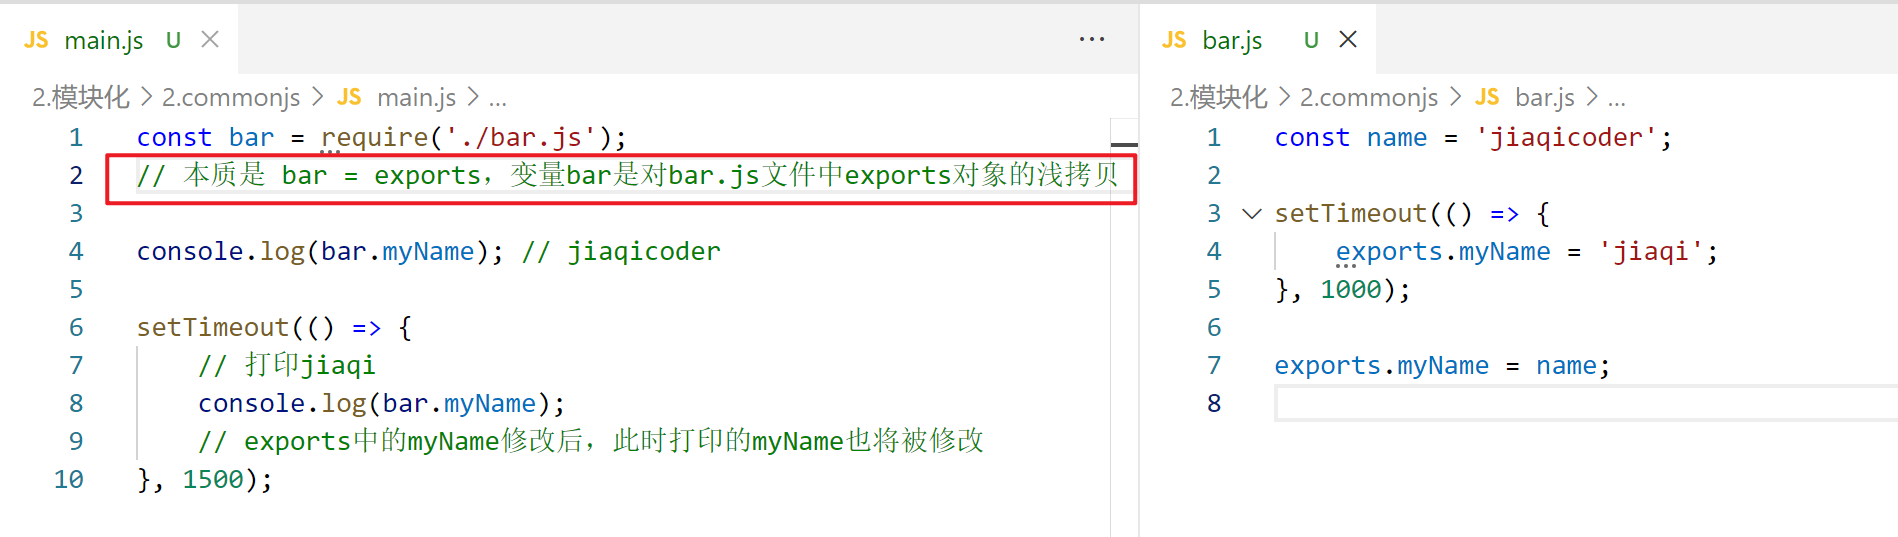 JS main.js U
2.模块化 > 2.commonjs > JS main.js > ...
1 const bar = require('./bar.js');
2 // 本质是 bar = exports，变量bar是对bar.js文件中exports对象的浅拷贝
3
4 console.log(bar.myName); // jiaqicoder
5
6 setTimeout(() => {
7 // 打印jiaqi
8 console.log(bar.myName);
9 // exports中的myName修改后，此时打印的myName也将被修改
10 }, 1500);
JS bar.js U
2.模块化 > 2.commonjs > JS bar.js > ...
1 const name = 'jiaqicoder';
2
3 setTimeout(() => {
4 exports.myName = 'jiaqi';
5 }, 1000);
6
7 exports.myName = name;
8